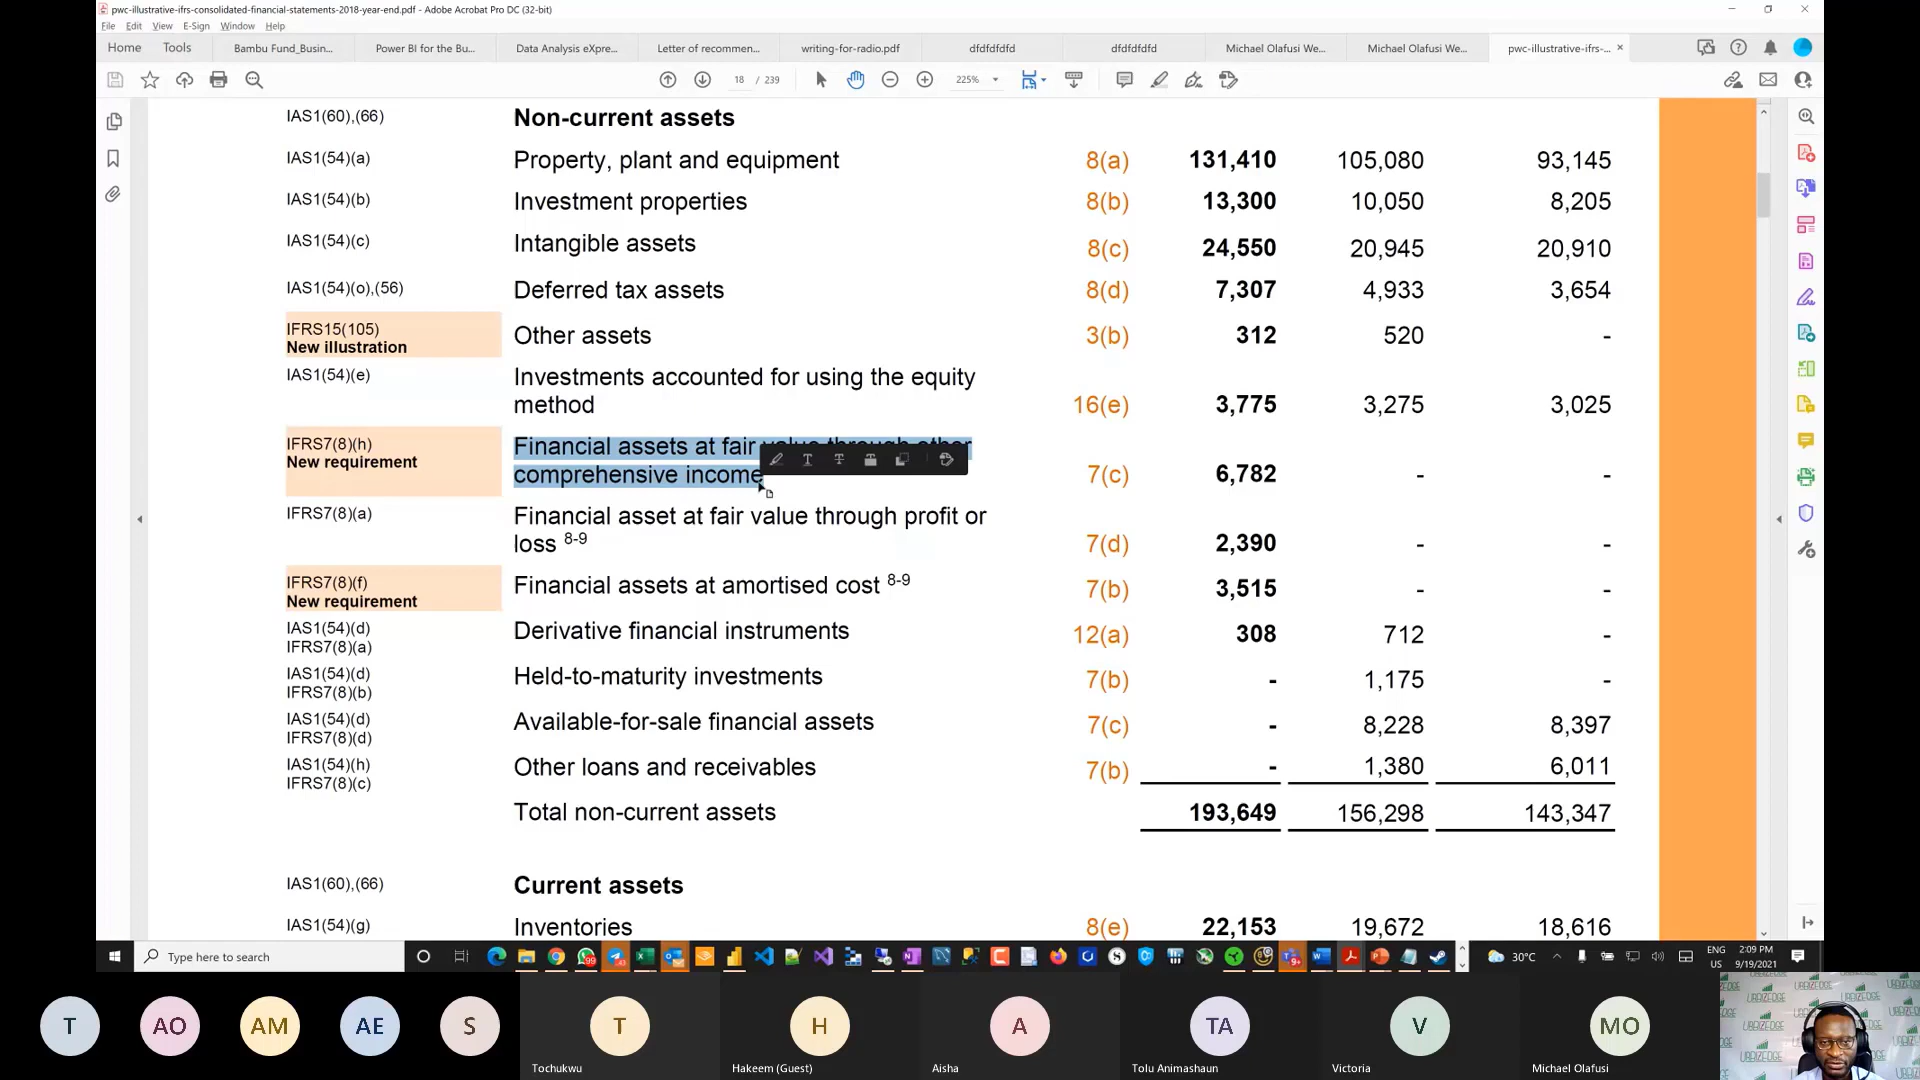 pwc-illustrative-ifrs-consolidated-financial-statements-2018-year-end.pdf - Adobe Acrobat Pro DC (32-bit)
File Edit View E-Sign Window Help
Home Tools Bambu Fund_Busin... Power BI for the Bu... Data Analysis eXpre... Letter of recommen... writing-for-radio.pdf dfdfdfdfd dfdfdfdfd Michael Olafusi We... Michael Olafusi We... pwc-illustrative-ifrs-...
18 / 239 225%
IAS1(60),(66) Non-current assets
IAS1(54)(a) Property, plant and equipment 8(a) 131,410 105,080 93,145
IAS1(54)(b) Investment properties 8(b) 13,300 10,050 8,205
IAS1(54)(c) Intangible assets 8(c) 24,550 20,945 20,910
IAS1(54)(o),(56) Deferred tax assets 8(d) 7,307 4,933 3,654
IFRS15(105)
New illustration
Other assets 3(b) 312 520 -
IAS1(54)(e) Investments accounted for using the equity
method 16(e) 3,775 3,275 3,025
IFRS7(8)(h)
New requirement
Financial assets at fair value through other
comprehensive income 7(c) 6,782 - -
IFRS7(8)(a) Financial asset at fair value through profit or
loss 8-9 7(d) 2,390 - -
IFRS7(8)(f)
New requirement
Financial assets at amortised cost 8-9 7(b) 3,515 - -
IAS1(54)(d)
IFRS7(8)(a)
Derivative financial instruments 12(a) 308 712 -
IAS1(54)(d)
IFRS7(8)(b)
Held-to-maturity investments 7(b) - 1,175 -
IAS1(54)(d)
IFRS7(8)(d)
Available-for-sale financial assets 7(c) - 8,228 8,397
IAS1(54)(h)
IFRS7(8)(c)
Other loans and receivables 7(b) - 1,380 6,011
Total non-current assets 193,649 156,298 143,347
IAS1(60),(66) Current assets
IAS1(54)(g) Inventories 8(e) 22,153 19,672 18,616
Type here to search
30°C
ENG
US
2:09 PM
9/19/2021
T AO AM AE S T H A TA V MO
Tochukwu Hakeem (Guest) Aisha Tolu Animashaun Victoria Michael Olafusi
URBIZEDGE